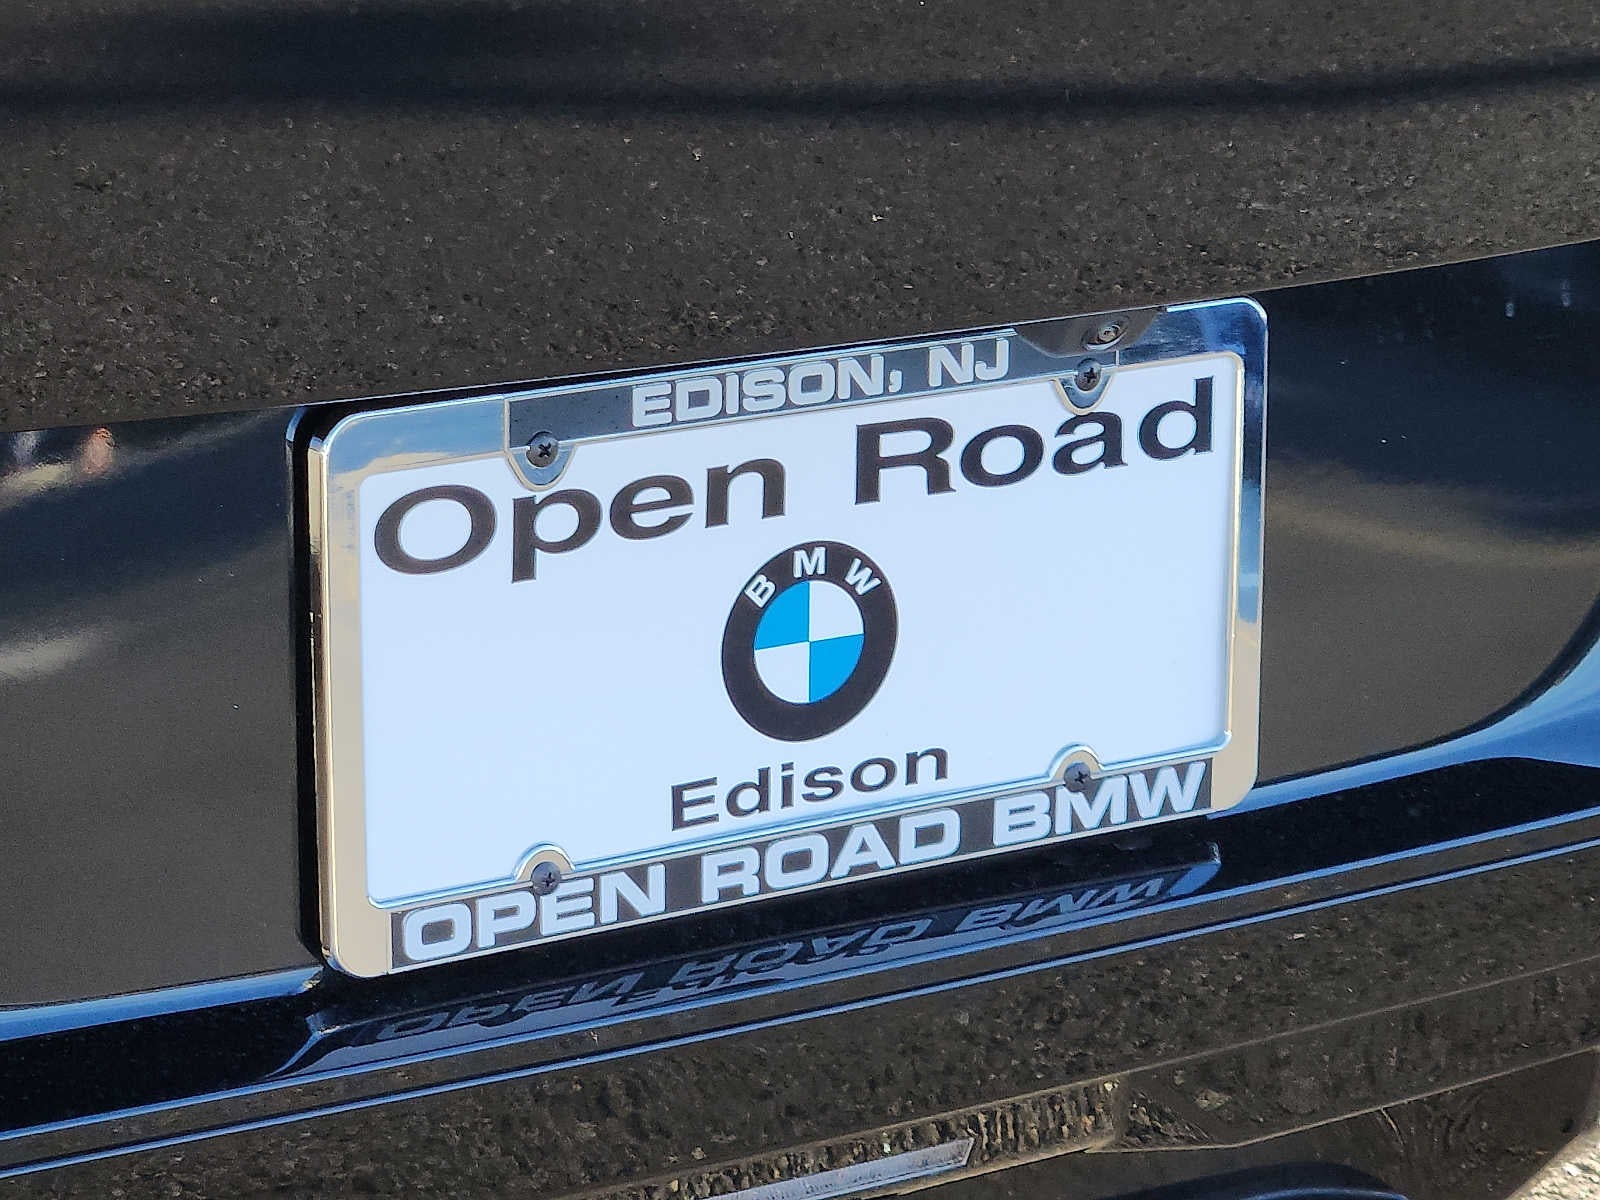 EDISON, NJ
Open Road
BMW
Edison
OPEN ROAD BMW